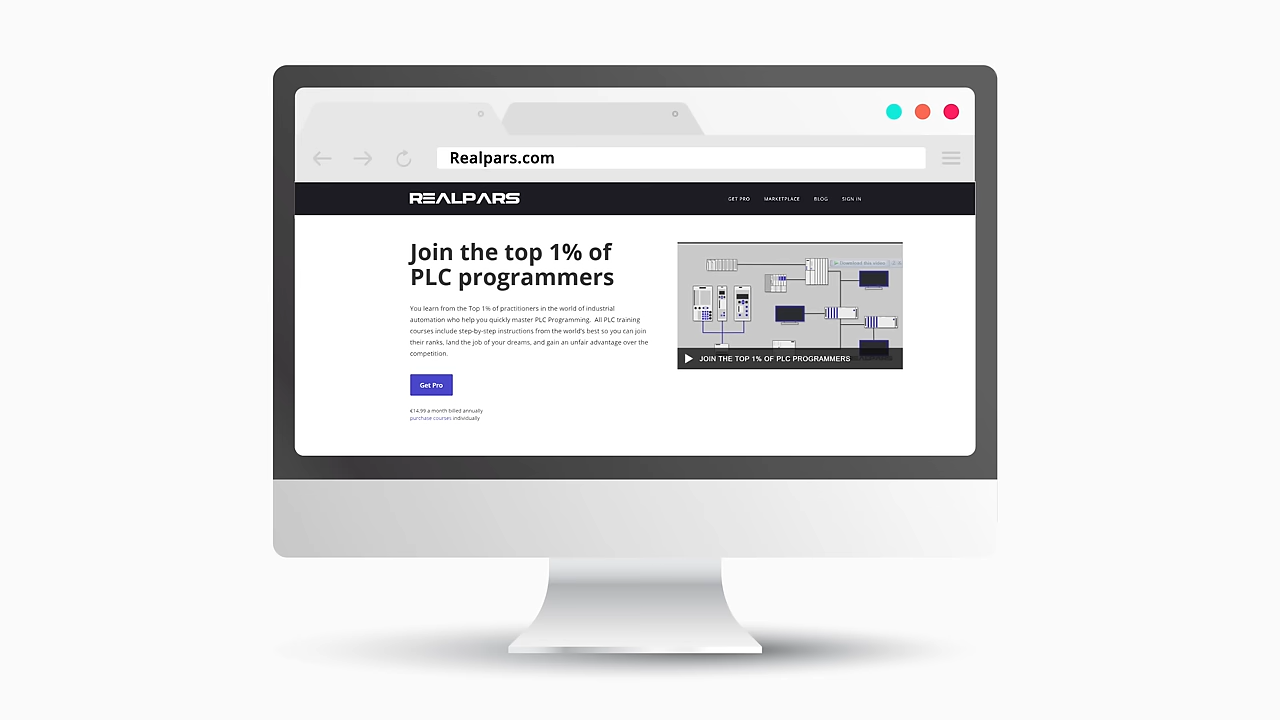 Realpars.com
REALPARS
GET PRO MARKETPLACE BLOG SIGN IN
Join the top 1% of
PLC programmers
You learn from the Top 1% of practitioners in the world of industrial
automation who help you quickly master PLC Programming. All PLC training
courses include step-by-step instructions from the world's best so you can join
their ranks, land the job of your dreams, and gain an unfair advantage over the
competition.
Get Pro
€14.99 a month billed annually
purchase courses individually
Download this video
JOIN THE TOP 1% OF PLC PROGRAMMERS